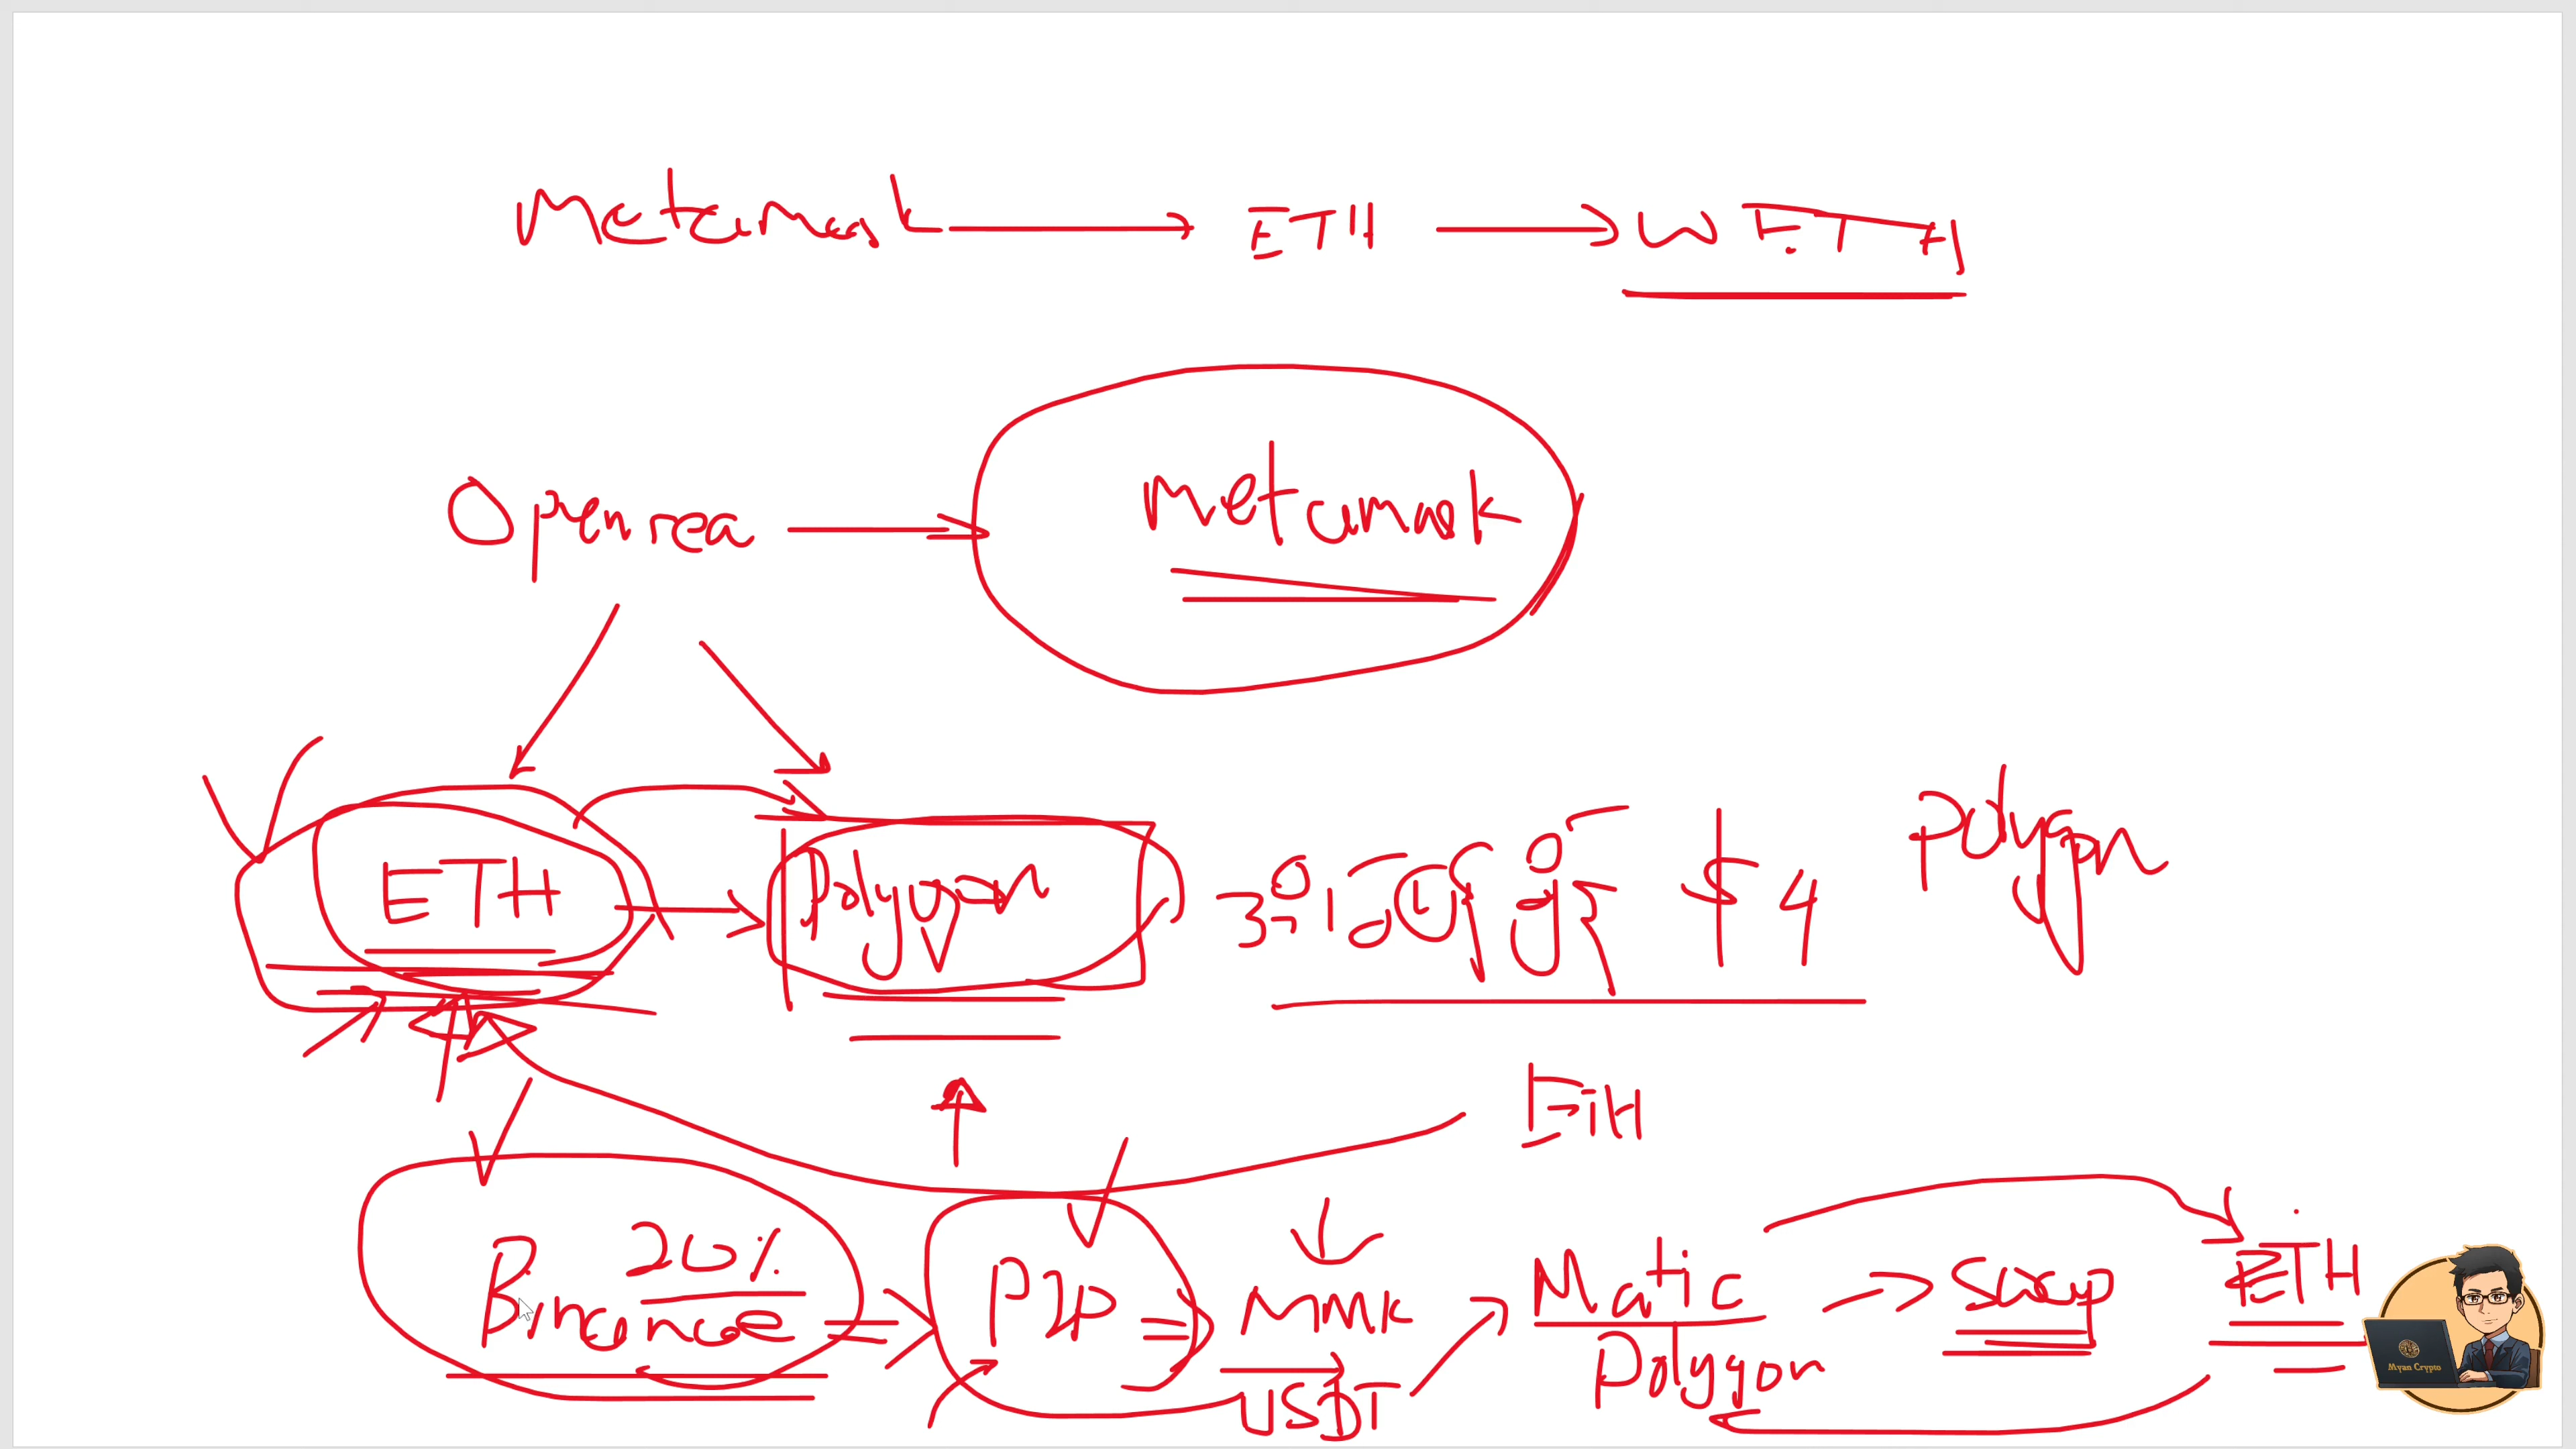 Metamask → ETH → WETH
Opensea → Metamask
ETH → Polygon $4 Polygon
ETH
20%
Binance ⇒ P2P ⇒ MMK Matic → Swap ETH
USDT Polygon
Myan Crypto